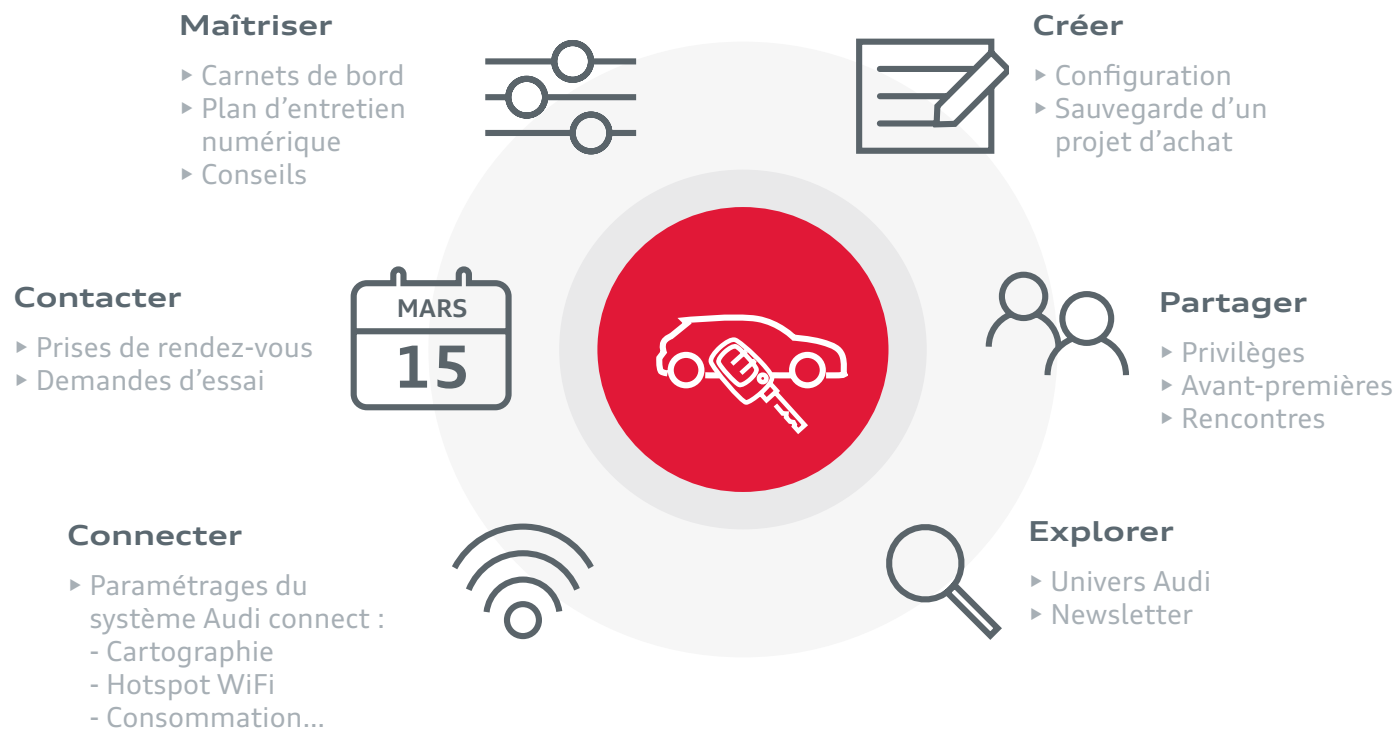 Maîtriser
▸ Carnets de bord
▸ Plan d’entretien
numérique
▸ Conseils
Créer
▸ Configuration
▸ Sauvegarde d’un
projet d’achat
Contacter
▸ Prises de rendez-vous
▸ Demandes d’essai
MARS
15
Partager
▸ Privilèges
▸ Avant-premières
▸ Rencontres
Connecter
▸ Paramétrages du
système Audi connect :
- Cartographie
- Hotspot WiFi
- Consommation...
Explorer
▸ Univers Audi
▸ Newsletter